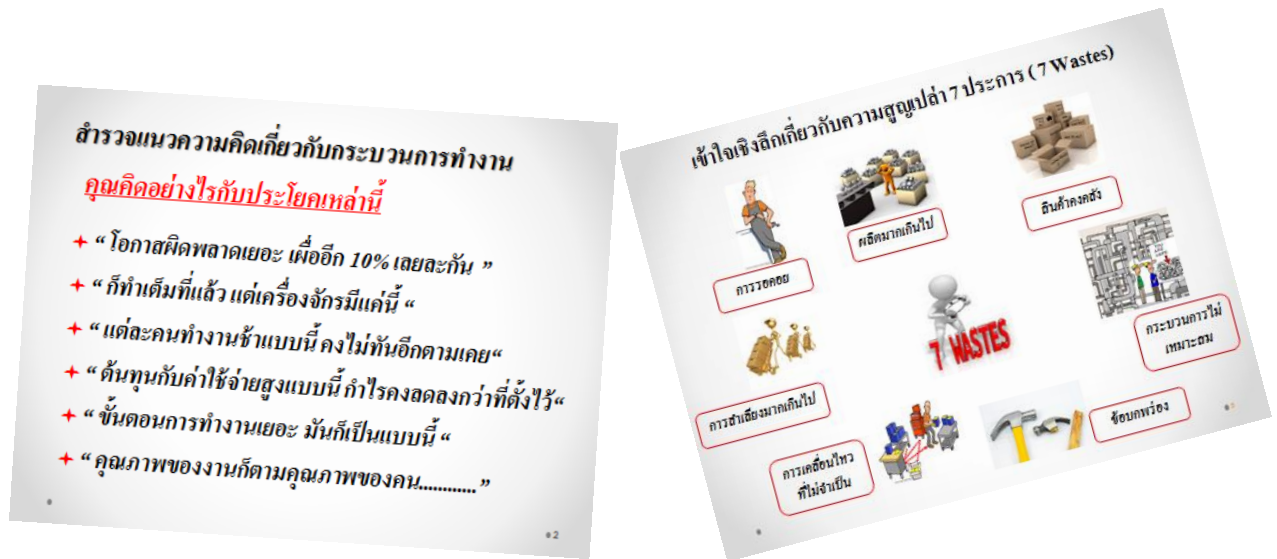 สำรวจแนวความคิดเกี่ยวกับกระบวนการทำงาน
คุณคิดอย่างไรกับประโยคเหล่านี้
“ โอกาสผิดพลาดเยอะ เผื่ออีก 10% เลยละกัน ”
“ ก็ทำเต็มที่แล้ว แต่เครื่องจักรมีแค่นี้ “
“ แต่ละคนทำงานช้าแบบนี้ คงไม่ทันอีกตามเคย“
“ ต้นทุนกับค่าใช้จ่ายสูงแบบนี้ กำไรคงลดลงกว่าที่ตั้งไว้“
“ ขั้นตอนการทำงานเยอะ มันก็เป็นแบบนี้ “
“ คุณภาพของงานก็ตามคุณภาพของคน............”
2
เข้าใจเชิงลึกเกี่ยวกับความสูญเปล่า 7 ประการ ( 7 Wastes)
การรอคอย
ผลิตมากเกินไป
สินค้าคงคลัง
กระบวนการไม่
เหมาะสม
7 WASTES
การลำเลียงมากเกินไป
การเคลื่อนไหว
ที่ไม่จำเป็น
ข้อบกพร่อง